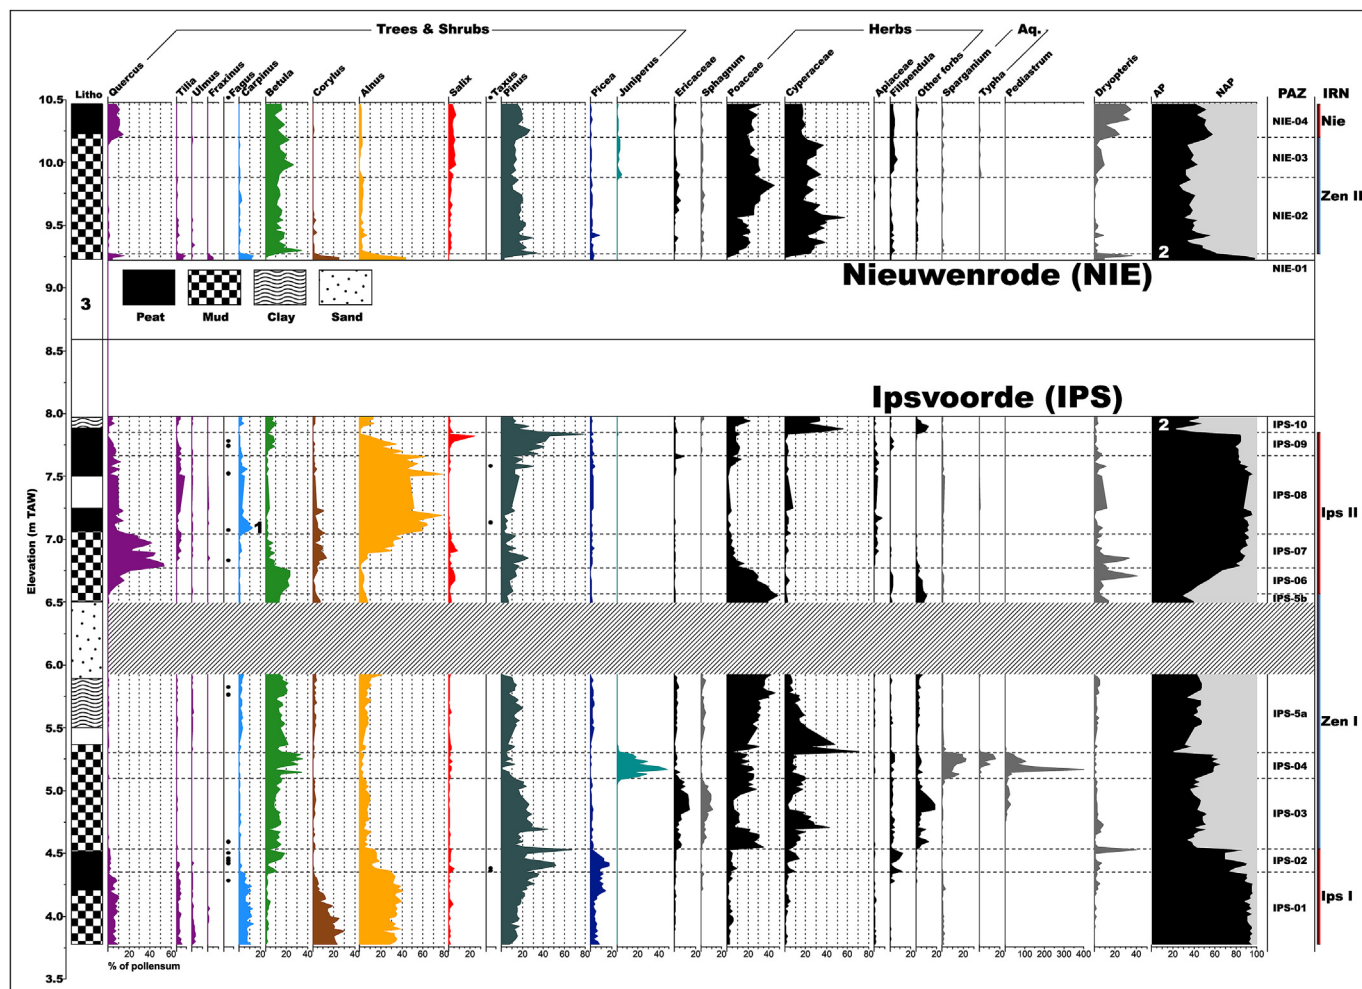 Trees & Shrubs Herbs Aq.
Litho Quercus Tilia Ulmus Fraxinus Fagus Carpinus Betula Corylus Alnus Salix Taxus Pinus Picea Juniperus Ericaceae Sphagnum Poaceae Cyperaceae Apiaceae Filipendula Other forbs Sparganium Typha Pediastrum Dryopteris AP NAP PAZ IRN
10.5
NIE-04 Nie
10.0 NIE-03
Zen II
9.5 NIE-02
2
NIE-01
Nieuwenrode (NIE)
9.0 3
Peat Mud Clay Sand
8.5
Ipsvoorde (IPS)
8.0
2 IPS-10
IPS-09
7.5 IPS-08
1 Ips II
7.0 IPS-07
IPS-06
6.5 IPS-5b
Elevation (m TAW)
6.0
IPS-5a Zen I
5.5
IPS-04
5.0
IPS-03
4.5 IPS-02
Ips I
4.0 IPS-01
20 40 60 20 20 20 20 20 40 20 20 40 60 80 20 20 40 60 80 20 20 40 20 20 20 40 20 40 60 80 20 20 20 20 20 100 200 300 400 20 40 20 40 60 80 100
% of pollensum
3.5